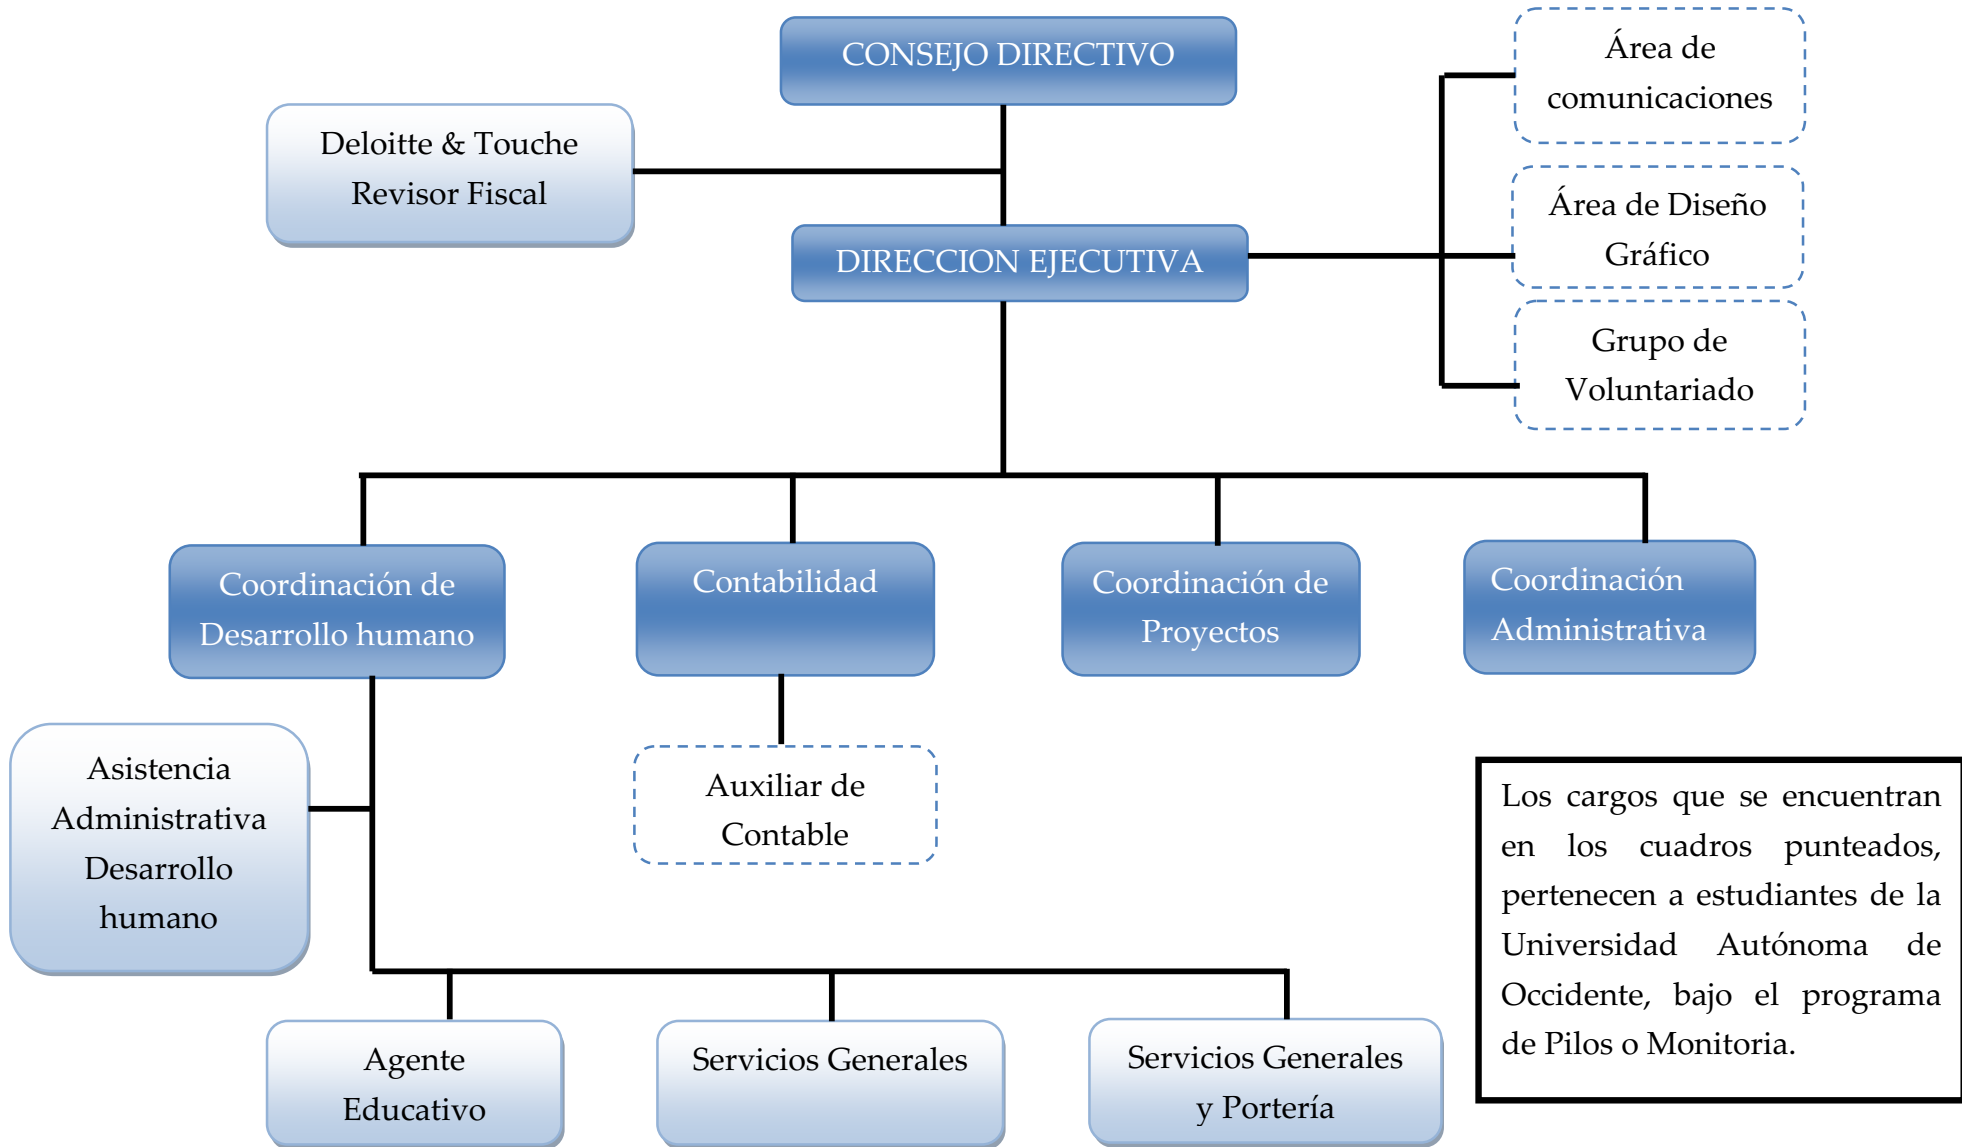 CONSEJO DIRECTIVO
Área de
comunicaciones
Deloitte & Touche
Revisor Fiscal
Área de Diseño
Gráfico
DIRECCION EJECUTIVA
Grupo de
Voluntariado
Coordinación de
Desarrollo humano
Contabilidad
Coordinación de
Proyectos
Coordinación
Administrativa
Asistencia
Administrativa
Desarrollo
humano
Auxiliar de
Contable
Los cargos que se encuentran
en los cuadros punteados,
pertenecen a estudiantes de la
Universidad Autónoma de
Occidente, bajo el programa
de Pilos o Monitoria.
Agente
Educativo
Servicios Generales
Servicios Generales
y Portería